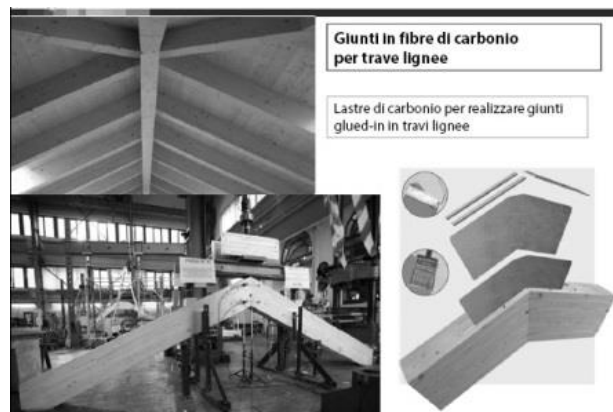 Giunti in fibre di carbonio
per trave lignee
Lastre di carbonio per realizzare giunti
glued-in in travi lignee